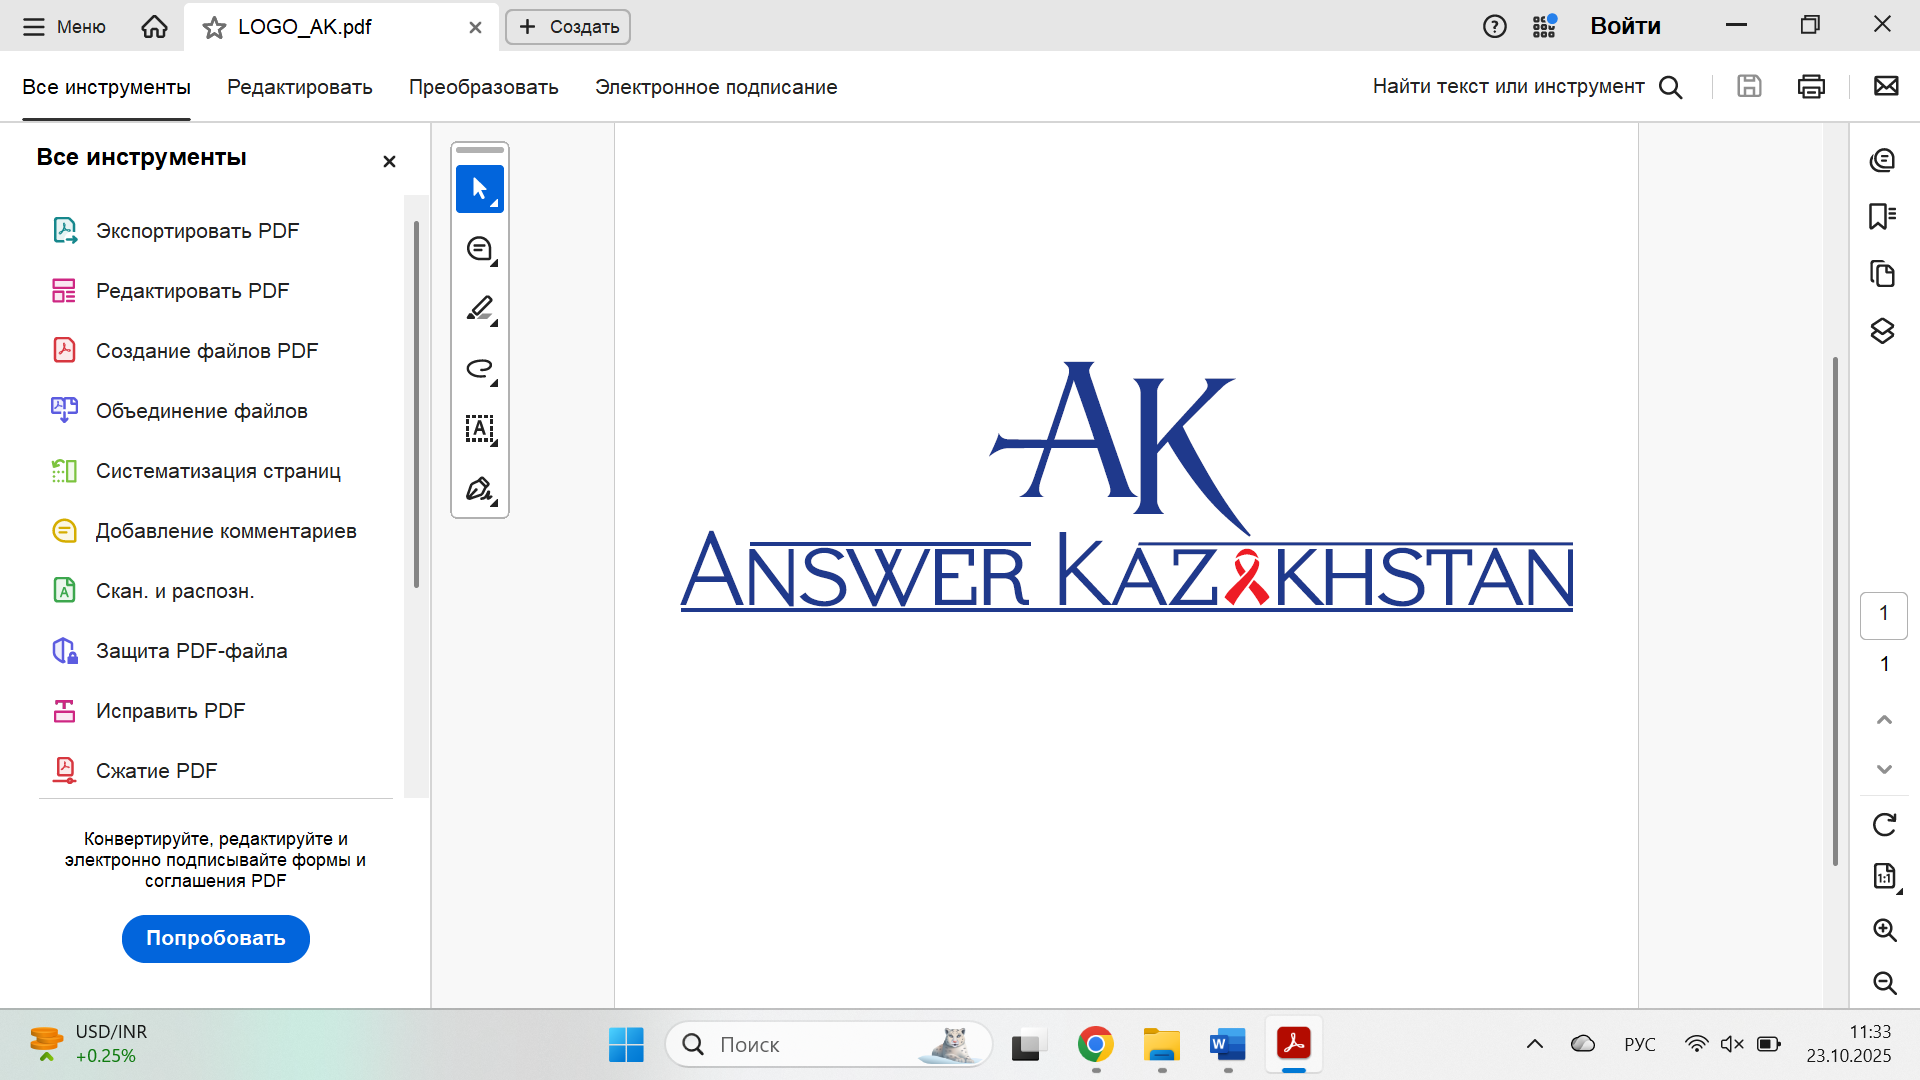 Меню
LOGO_AK.pdf
Создать
Войти
Все инструменты
Редактировать
Преобразовать
Электронное подписание
Найти текст или инструмент
Все инструменты
Экспортировать PDF
Редактировать PDF
Создание файлов PDF
Объединение файлов
Систематизация страниц
Добавление комментариев
Скан. и распозн.
Защита PDF-файла
Исправить PDF
Сжатие PDF
Конвертируйте, редактируйте и
электронно подписывайте формы и
соглашения PDF
Попробовать
AK
ANSWER KAZAKHSTAN
1
1
1:1
USD/INR
+0.25%
Поиск
РУС
11:33
23.10.2025